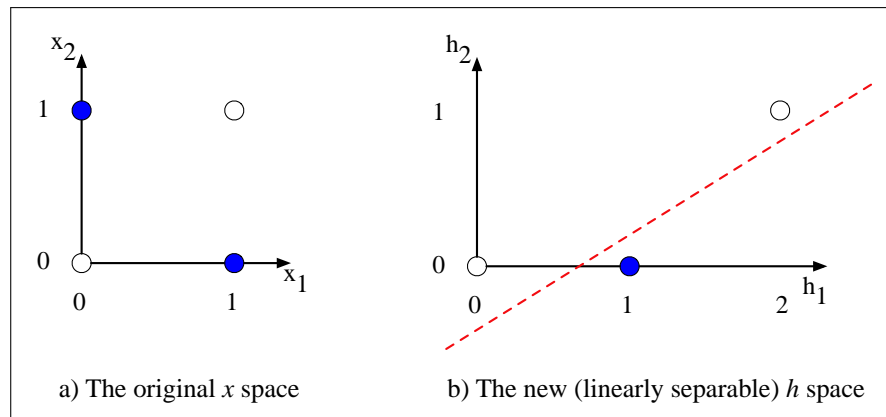 x2
1
0
x1
0
1
a) The original x space
h2
1
0
h1
0
1
2
b) The new (linearly separable) h space